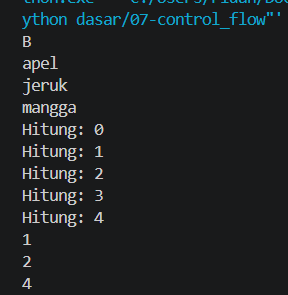 ython dasar/07-control_flow"'
B
apel
jeruk
mangga
Hitung: 0
Hitung: 1
Hitung: 2
Hitung: 3
Hitung: 4
1
2
4